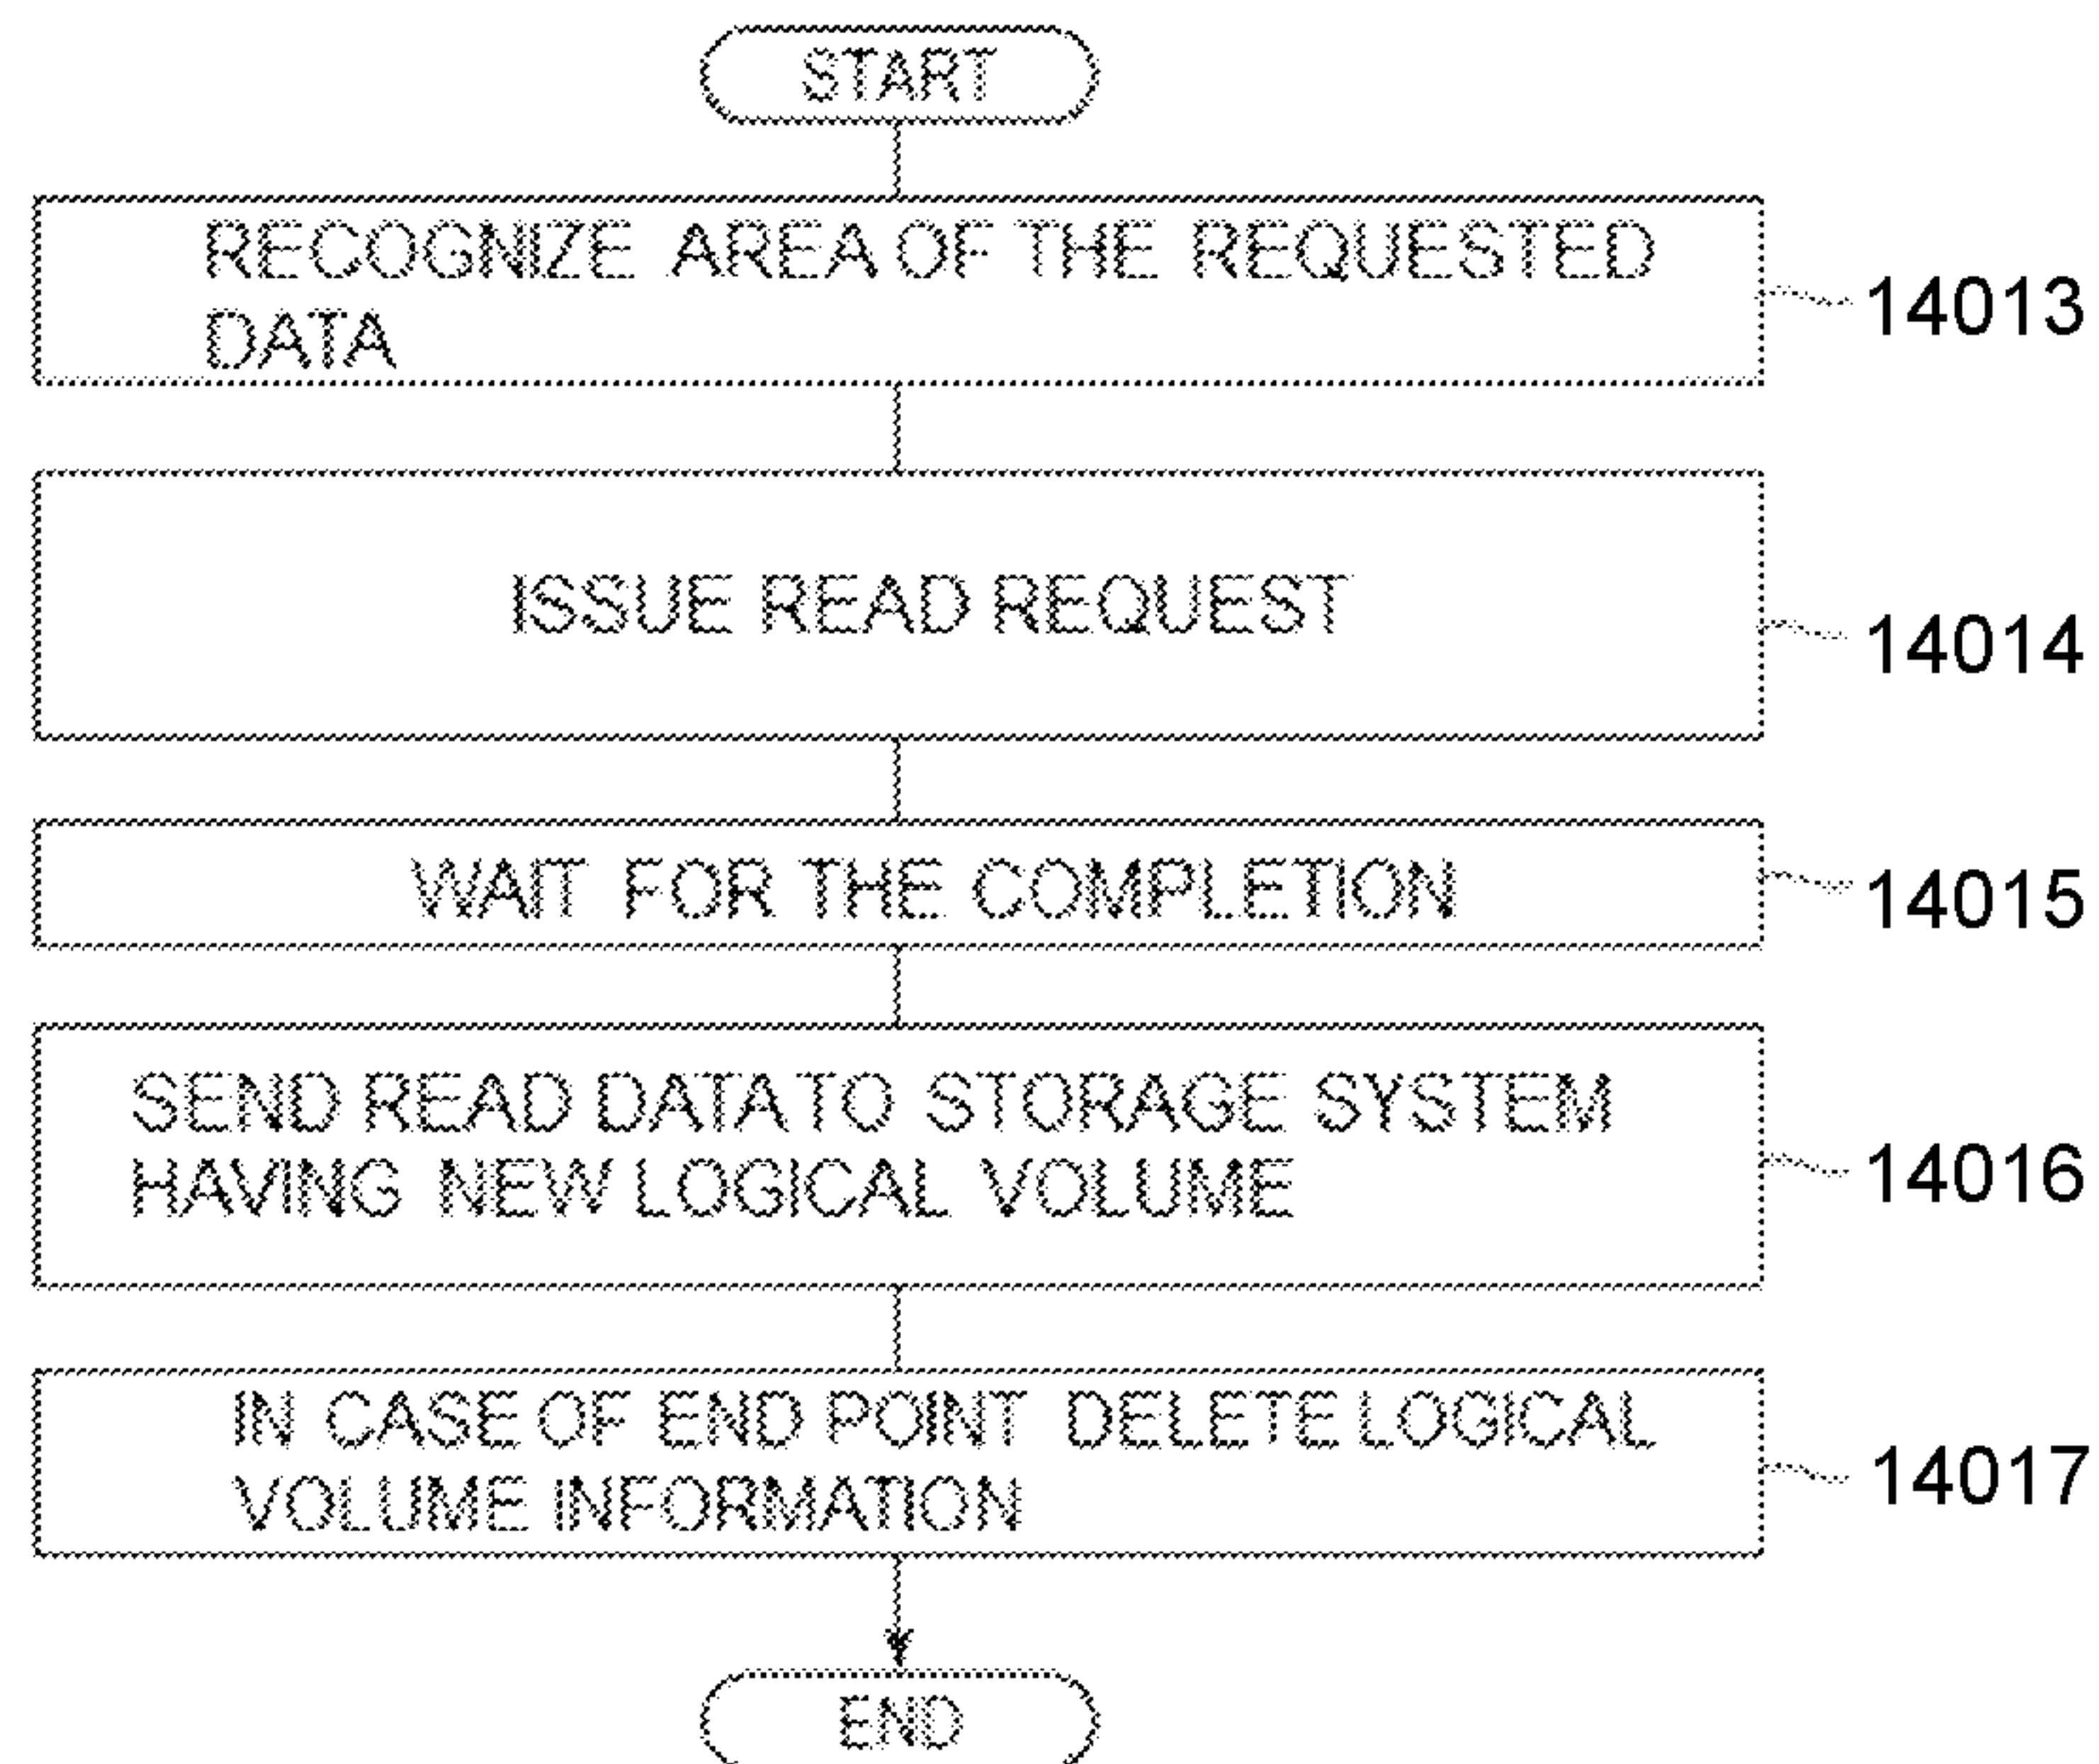 START
RECOGNIZE AREA OF THE REQUESTED
DATA
14013
ISSUE READ REQUEST
14014
WAIT FOR THE COMPLETION
14015
SEND READ DATA TO STORAGE SYSTEM
HAVING NEW LOGICAL VOLUME
14016
IN CASE OF END POINT DELETE LOGICAL
VOLUME INFORMATION
14017
END